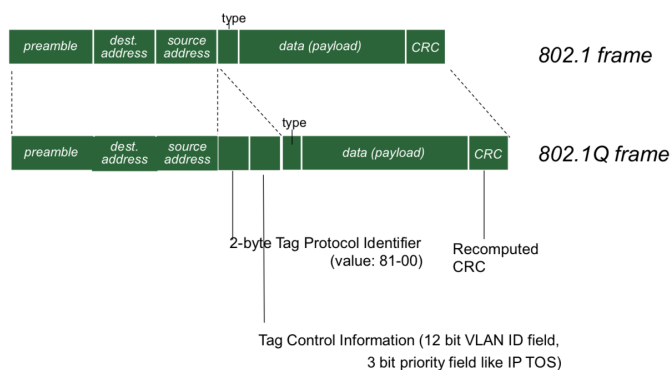 type
preamble dest. address source address data (payload) CRC 802.1 frame
type
preamble dest. address source address data (payload) CRC 802.1Q frame
2-byte Tag Protocol Identifier
(value: 81-00)
Recomputed
CRC
Tag Control Information (12 bit VLAN ID field,
3 bit priority field like IP TOS)